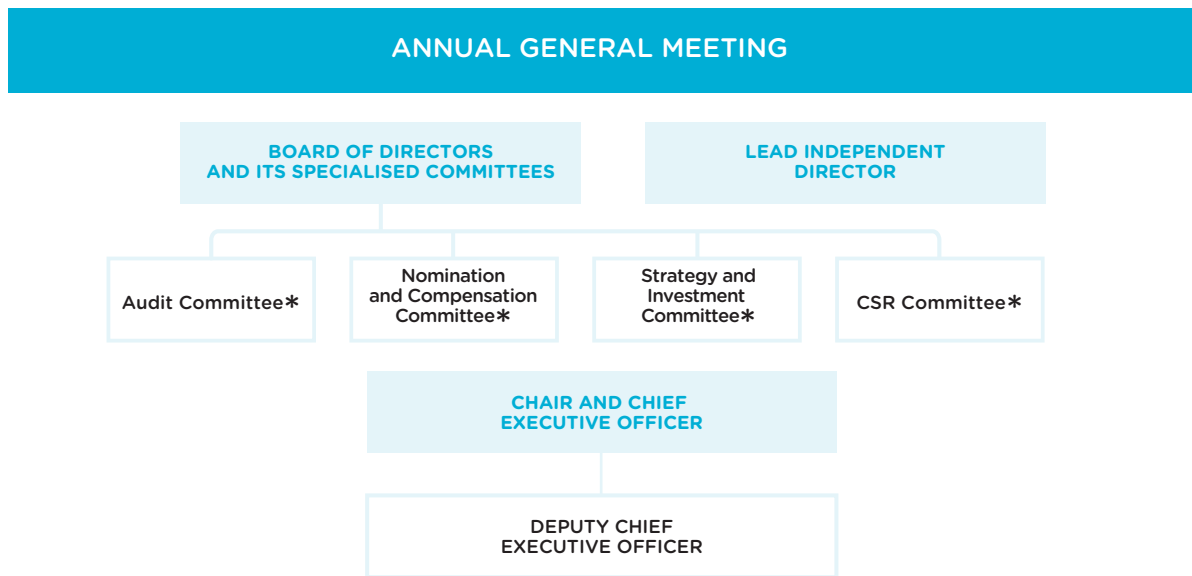 ANNUAL GENERAL MEETING
BOARD OF DIRECTORS
AND ITS SPECIALISED COMMITTEES
LEAD INDEPENDENT
DIRECTOR
Audit Committee*
Nomination
and Compensation
Committee*
Strategy and
Investment
Committee*
CSR Committee*
CHAIR AND CHIEF
EXECUTIVE OFFICER
DEPUTY CHIEF
EXECUTIVE OFFICER